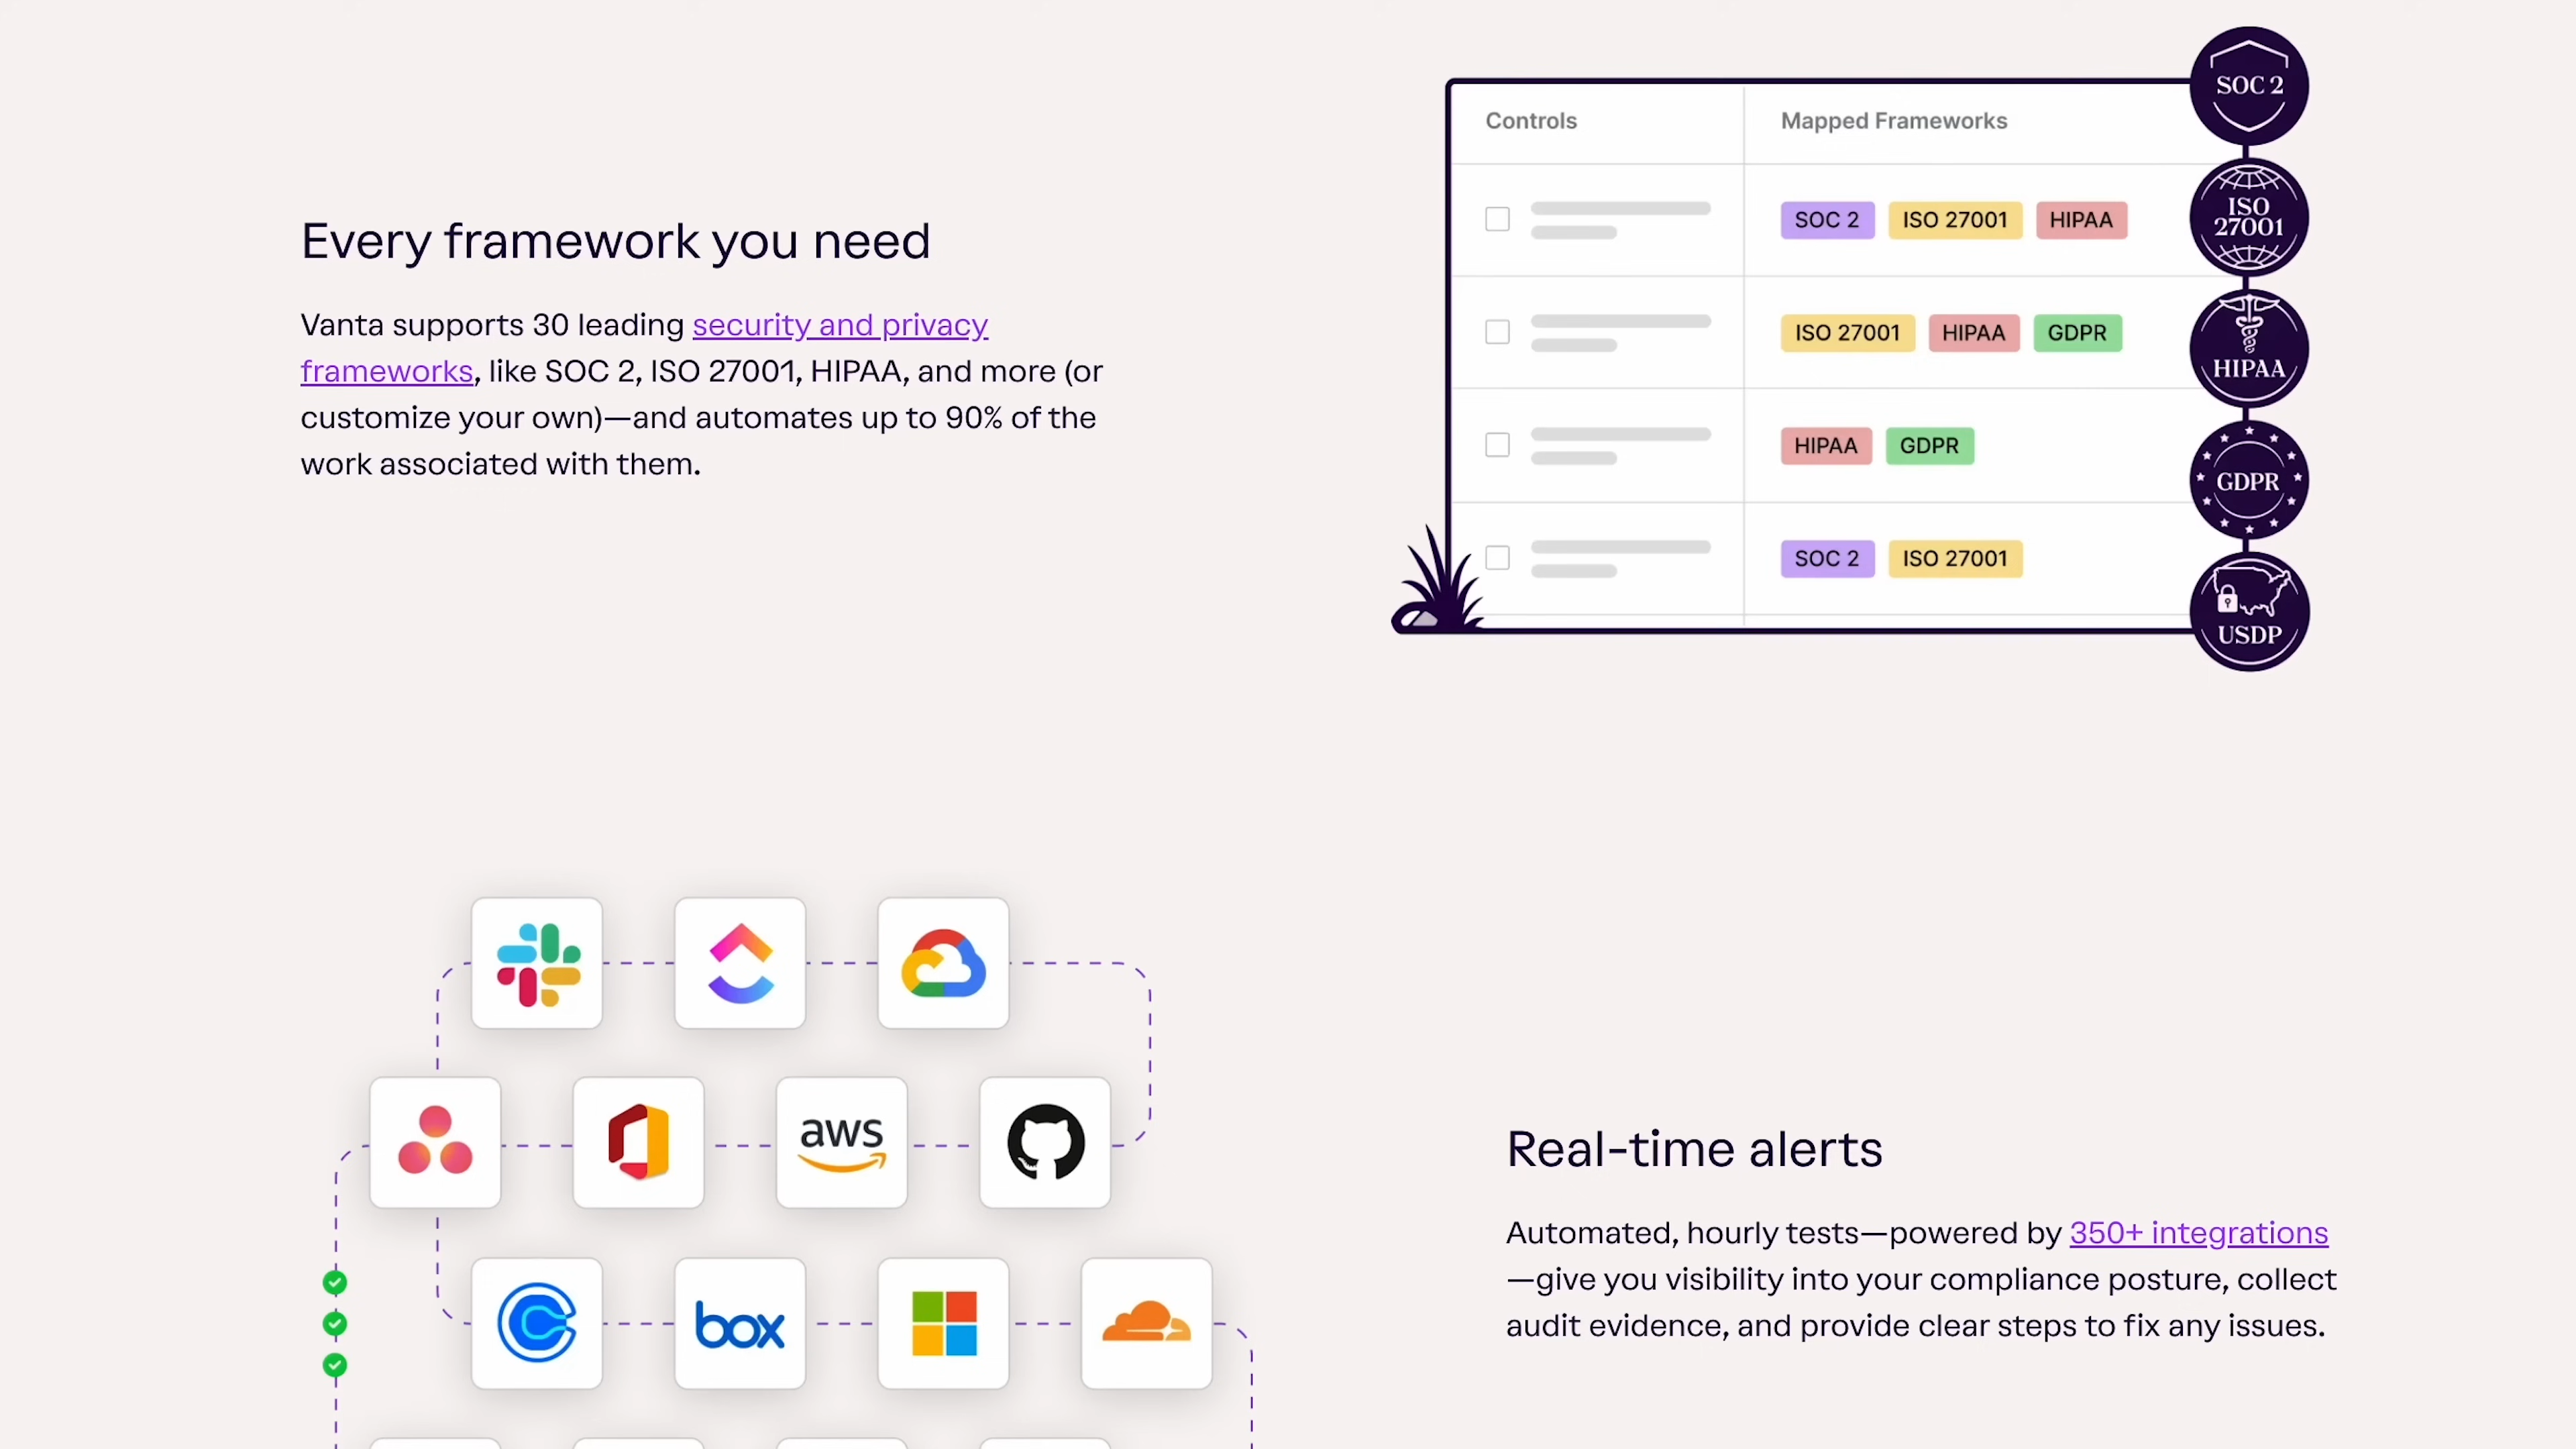 Every framework you need
Vanta supports 30 leading security and privacy
frameworks, like SOC 2, ISO 27001, HIPAA, and more (or
customize your own)—and automates up to 90% of the
work associated with them.
Controls
Mapped Frameworks
SOC 2 ISO 27001 HIPAA
ISO 27001 HIPAA GDPR
HIPAA GDPR
SOC 2 ISO 27001
SOC 2
ISO
27001
HIPAA
GDPR
USDP
aws
box
Real-time alerts
Automated, hourly tests—powered by 350+ integrations
—give you visibility into your compliance posture, collect
audit evidence, and provide clear steps to fix any issues.